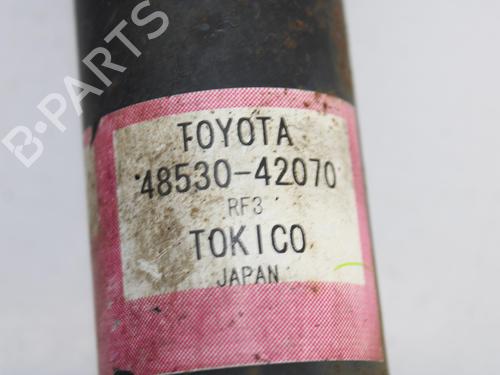 B-PARTS
TOYOTA
48530-42070
RF3
TOKICO
JAPAN